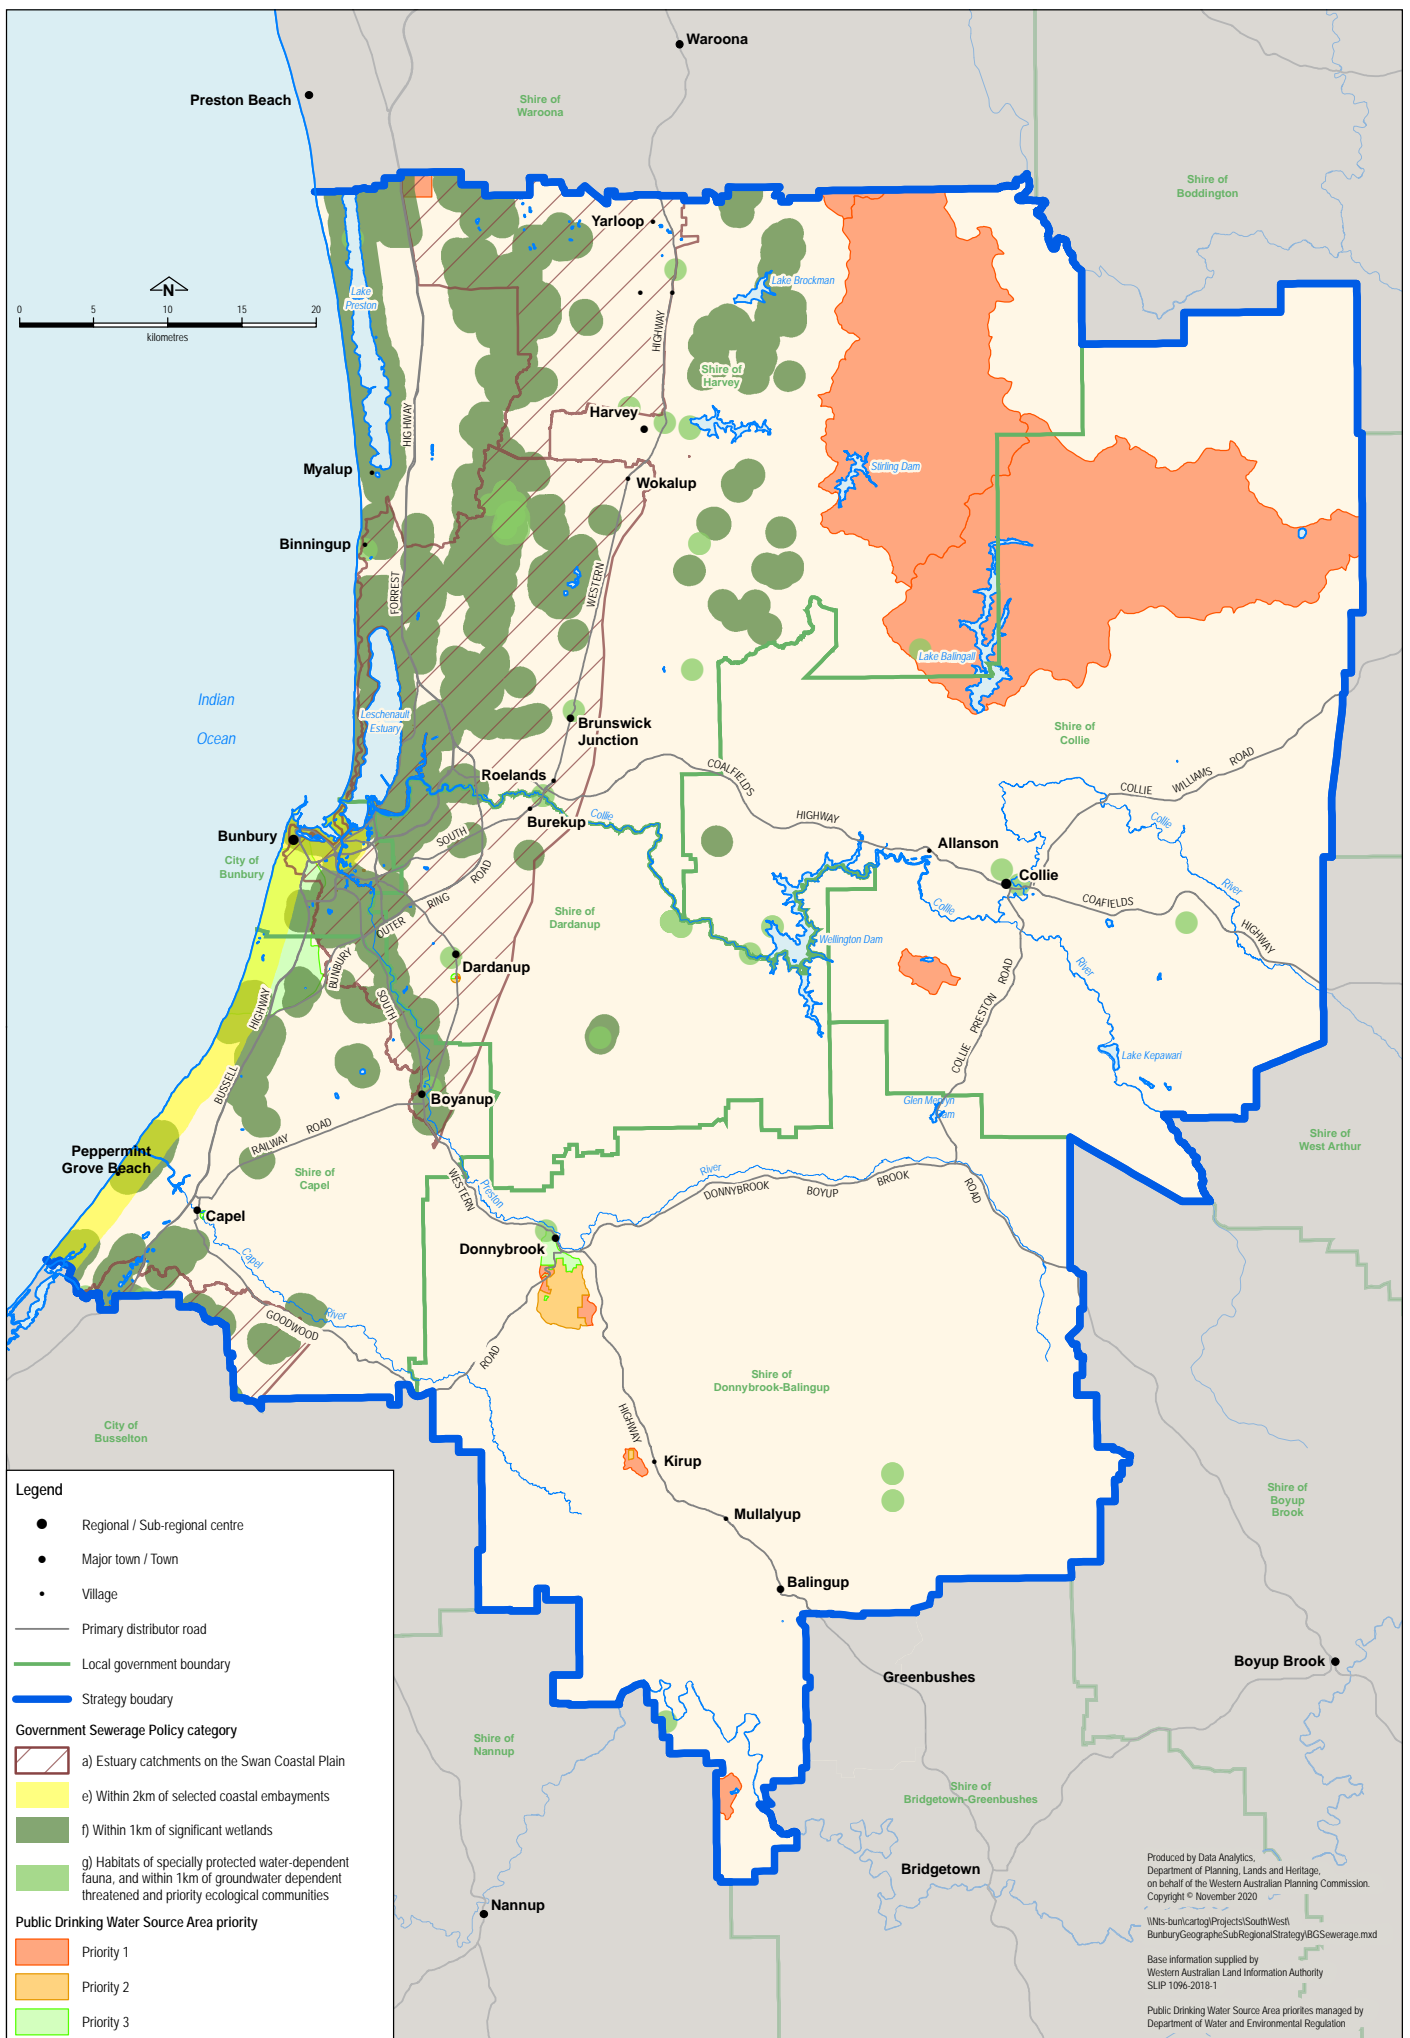 Waroona
Preston Beach
Shire of
Waroona
Shire of
Boddington
Yarloop
N
0
5
10
15
20
kilometres
Lake
Preston
Lake Brockman
HIGHWAY
Shire of
Harvey
HIGHWAY
Harvey
Myalup
Stirling Dam
Wokalup
Binningup
FORREST
WESTERN
Lake Balingall
Indian
Ocean
Leschenault
Estuary
Brunswick
Junction
Shire of
Collie
COALFIELDS
HIGHWAY
COLLIE
WILLIAMS
ROAD
Roelands
Burekup
Collie
Collie
Bunbury
City of
Bunbury
SOUTH
ROAD
RING
OUTER
BUNBURY
Allanson
Collie
Collie
River
COAFIELDS
HIGHWAY
Shire of
Dardanup
Wellington Dam
Dardanup
River
SOUTH
HIGHWAY
BUSSELL
ROAD
PRESTON
COLLIE
Lake Kepawari
Boyanup
Glen Mervyn
Dam
RAILWAY
ROAD
Peppermint
Grove Beach
Shire of
Capel
Shire of
West Arthur
WESTERN
Preston
River
DONNYBROOK
BOYUP
BROOK
ROAD
Capel
Donnybrook
Capel
River
GOODWOOD
ROAD
Shire of
Donnybrook-Balingup
City of
Busselton
HIGHWAY
Kirup
Mullalyup
Shire of
Boyup
Brook
Balingup
Greenbushes
Boyup Brook
Shire of
Nannup
Shire of
Bridgetown-Greenbushes
Bridgetown
Nannup
Legend
Regional / Sub-regional centre
Major town / Town
Village
Primary distributor road
Local government boundary
Strategy boudary
Government Sewerage Policy category
a) Estuary catchments on the Swan Coastal Plain
e) Within 2km of selected coastal embayments
f) Within 1km of significant wetlands
g) Habitats of specially protected water-dependent
fauna, and within 1km of groundwater dependent
threatened and priority ecological communities
Public Drinking Water Source Area priority
Priority 1
Priority 2
Priority 3
Produced by Data Analytics,
Department of Planning, Lands and Heritage,
on behalf of the Western Australian Planning Commission.
Copyright © November 2020
\\Nts-bun\cartog\Projects\SouthWest\
BunburyGeographeSubRegionalStrategy\BGSewerage.mxd
Base information supplied by
Western Australian Land Information Authority
SLIP 1096-2018-1
Public Drinking Water Source Area priorites managed by
Department of Water and Environmental Regulation